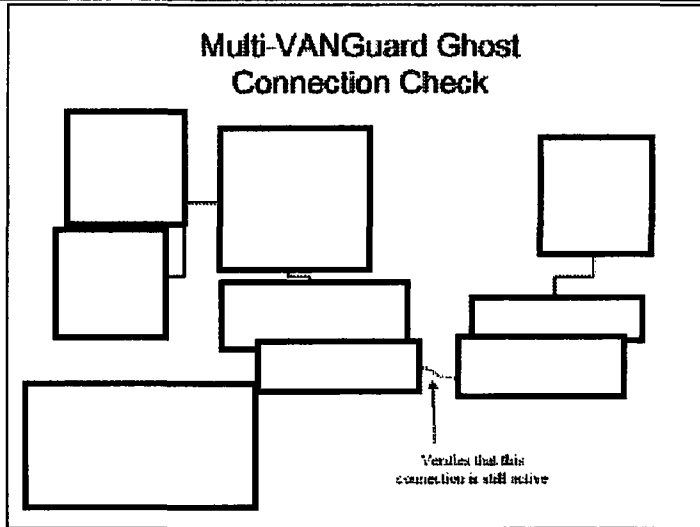 Multi-VANGuard Ghost
Connection Check
Verifies that this
connection is still active